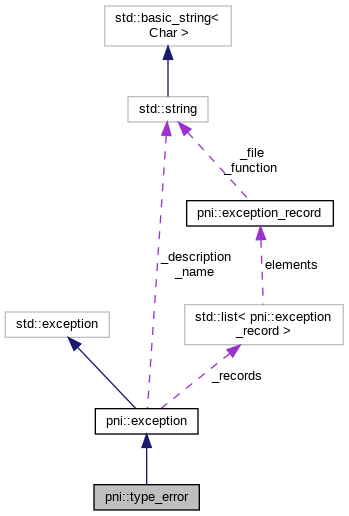 std::basic_string<
Char >
std::string
_file
_function
pni::exception_record
_description
_name
elements
std::exception
std::list< pni::exception
_record >
_records
pni::exception
pni::type_error